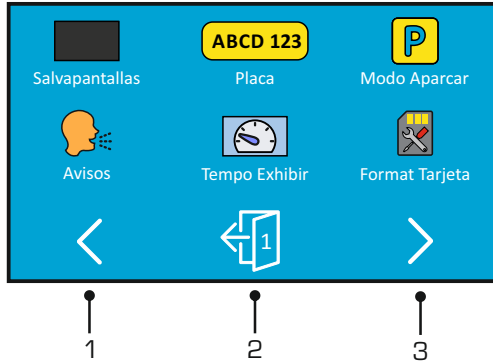 ABCD 123
P
Salvapantallas
Placa
Modo Aparcar
Avisos
Tempo Exhibir
Format Tarjeta
1
1
2
3